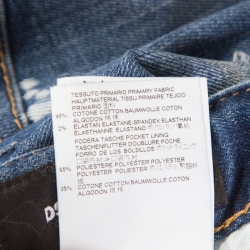 TESSUTO PRIMARIO PRIMARY FABRIC
HAUPTMATERIAL TISSU PRIMAIRE TEJIDO
PRIMARIO
98% COTONE COTTON BAUMWOLLE COTON
ALGODON
2% ELASTAN ELASTANE-SPANDEX ELASTHAN
ELASTHANNE ELASTANO
FODERA TASCHE POCKET LINING
TASCHENFUTTER DOUBLURE POCHE
FORRO DE LOS BOLSILLOS
65% POLIESTERE POLYESTER POLYESTER
POLYESTER
35% COTONE COTTON BAUMWOLLE COTON
ALGODON